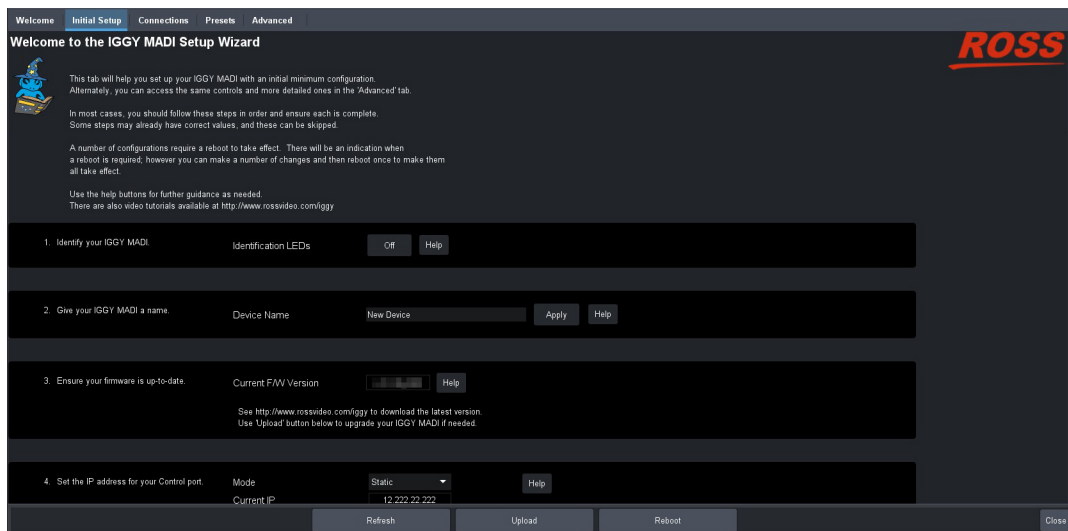 Welcome Initial Setup Connections Presets Advanced
Welcome to the IGGY MADI Setup Wizard
ROSS
This tab will help you set up your IGGY MADI with an initial minimum configuration.
Alternately, you can access the same controls and more detailed ones in the 'Advanced' tab.
In most cases, you should follow these steps in order and ensure each is complete.
Some steps may already have correct values, and these can be skipped.
A number of configurations require a reboot to take effect. There will be an indication when
a reboot is required; however you can make a number of changes and then reboot once to make them
all take effect.
Use the help buttons for further guidance as needed.
There are also video tutorials available at http://www.rossvideo.com/iggy
1. Identify your IGGY MADI. Identification LEDs Off Help
2. Give your IGGY MADI a name. Device Name New Device Apply Help
3. Ensure your firmware is up-to-date. Current F/W Version Help
See http://www.rossvideo.com/iggy to download the latest version.
Use 'Upload' button below to upgrade your IGGY MADI if needed.
4. Set the IP address for your Control port. Mode Static Help
Current IP 12.222.22.222
Refresh Upload Reboot Close